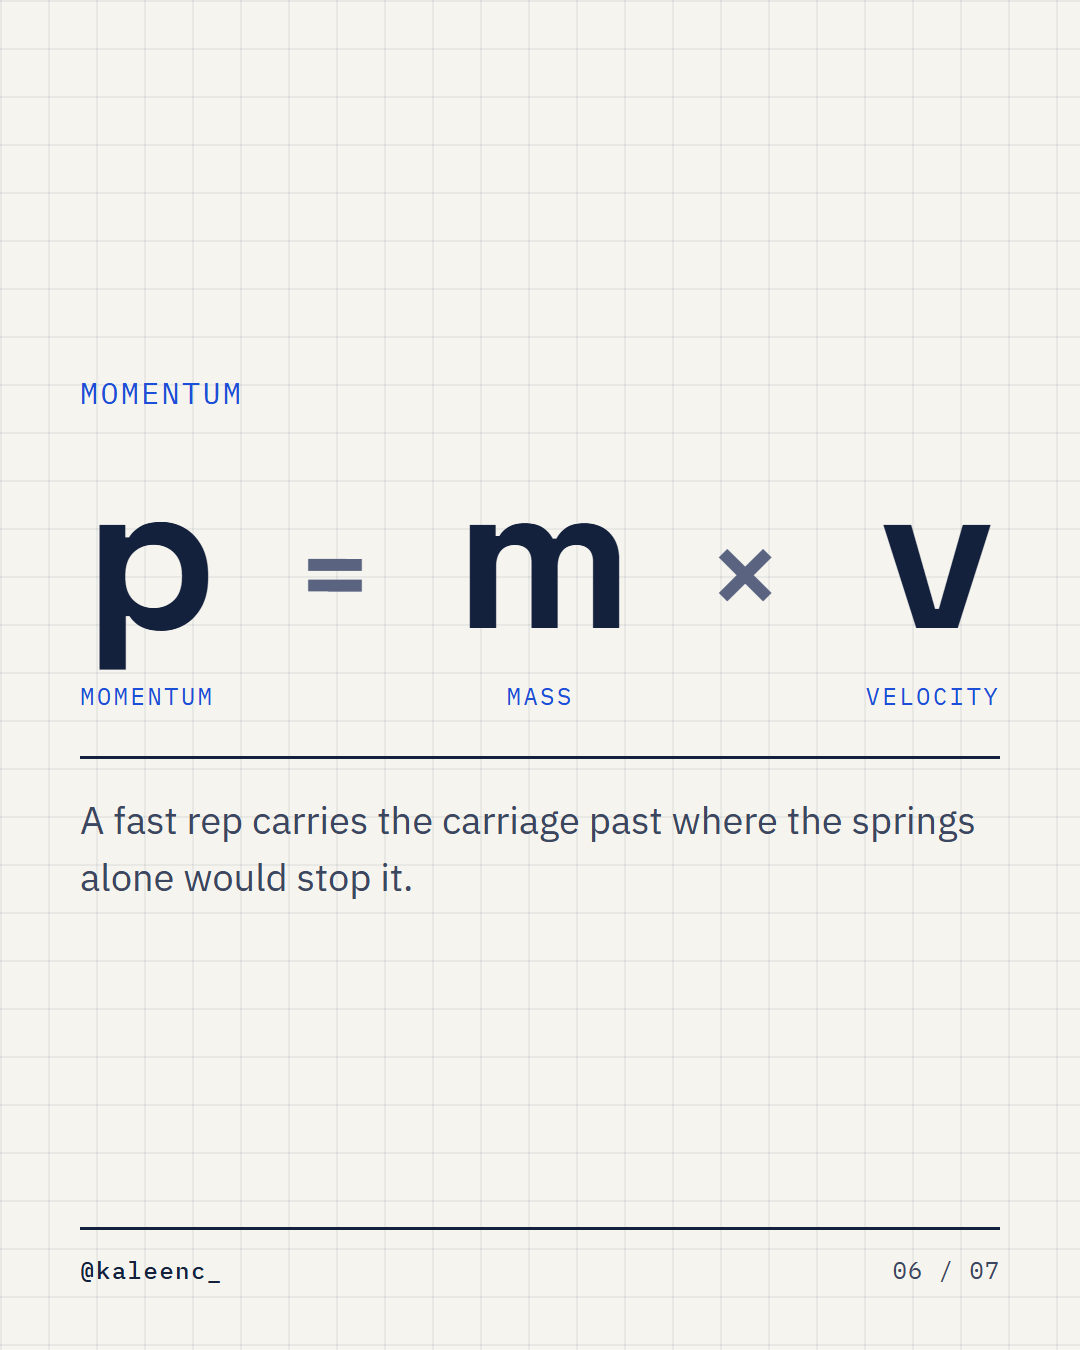 MOMENTUM
p = m × v
MOMENTUM MASS VELOCITY
A fast rep carries the carriage past where the springs
alone would stop it.
@kaleenc_ 06 / 07